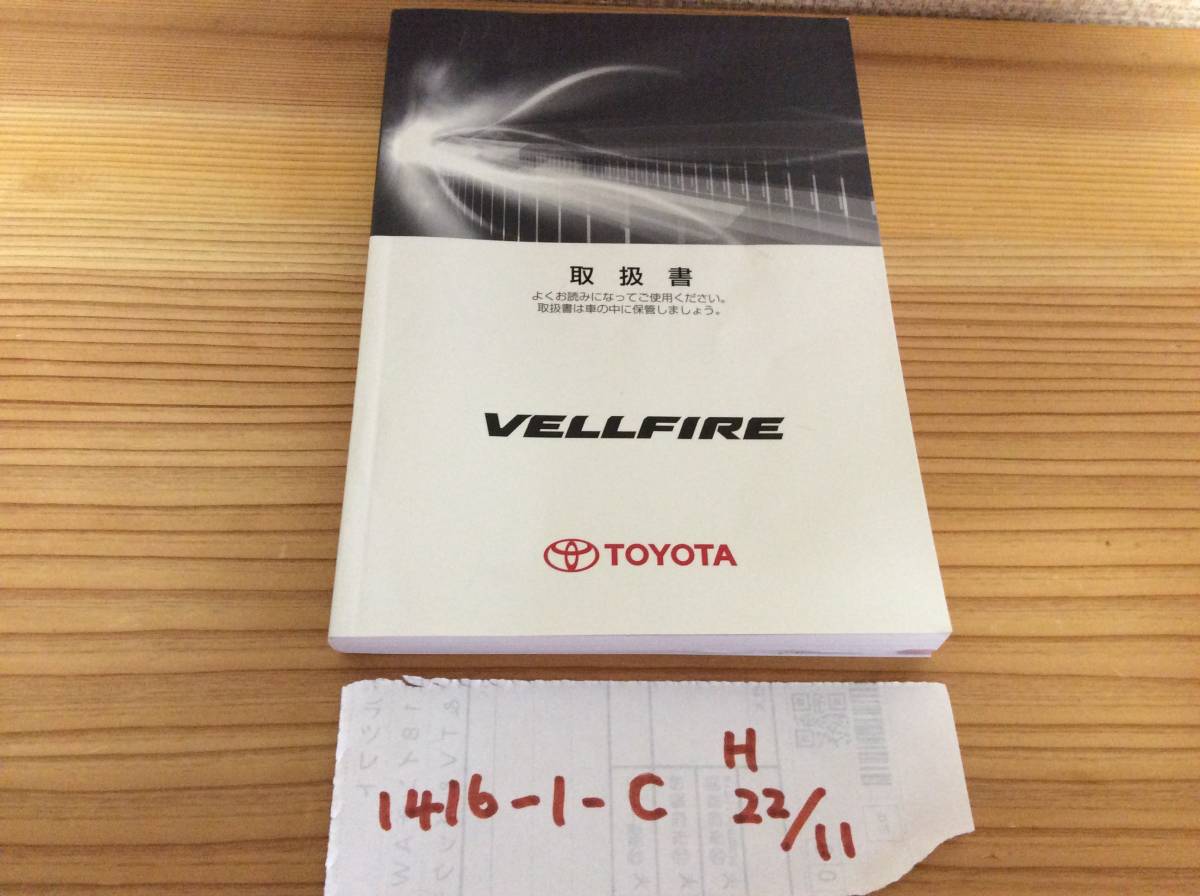 取扱書
よくお読みになってご使用ください。
取扱書は車の中に保管しましょう。
VELLFIRE
TOYOTA
H
1416-1-C 22/11